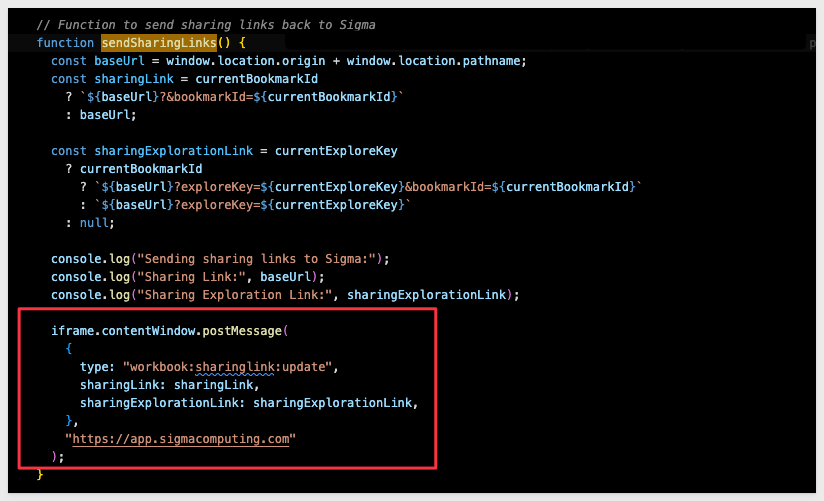 // Function to send sharing links back to Sigma
function sendSharingLinks() {
const baseUrl = window.location.origin + window.location.pathname;
const sharingLink = currentBookmarkId
? `${baseUrl}?&bookmarkId=${currentBookmarkId}`
: baseUrl;
const sharingExplorationLink = currentExploreKey
? currentBookmarkId
? `${baseUrl}?exploreKey=${currentExploreKey}&bookmarkId=${currentBookmarkId}`
: `${baseUrl}?exploreKey=${currentExploreKey}`
: null;
console.log("Sending sharing links to Sigma:");
console.log("Sharing Link:", baseUrl);
console.log("Sharing Exploration Link:", sharingExplorationLink);
iframe.contentWindow.postMessage(
{
type: "workbook:sharinglink:update",
sharingLink: sharingLink,
sharingExplorationLink: sharingExplorationLink,
},
"https://app.sigmacomputing.com"
);
}